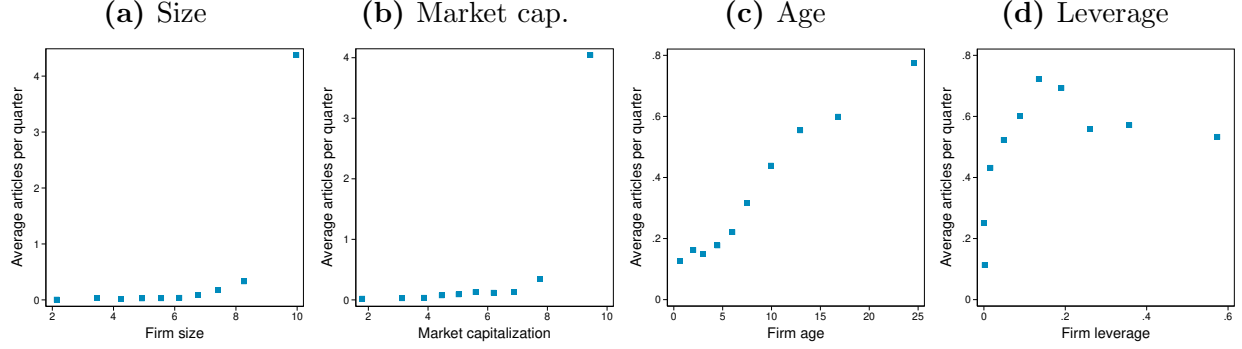 (a) Size
Average articles per quarter
4
3
2
1
0
2 4 6 8 10
Firm size
(b) Market cap.
Average articles per quarter
4
3
2
1
0
2 4 6 8 10
Market capitalization
(c) Age
Average articles per quarter
.8
.6
.4
.2
0
0 5 10 15 20 25
Firm age
(d) Leverage
Average articles per quarter
.8
.6
.4
.2
0
0 .2 .4 .6
Firm leverage